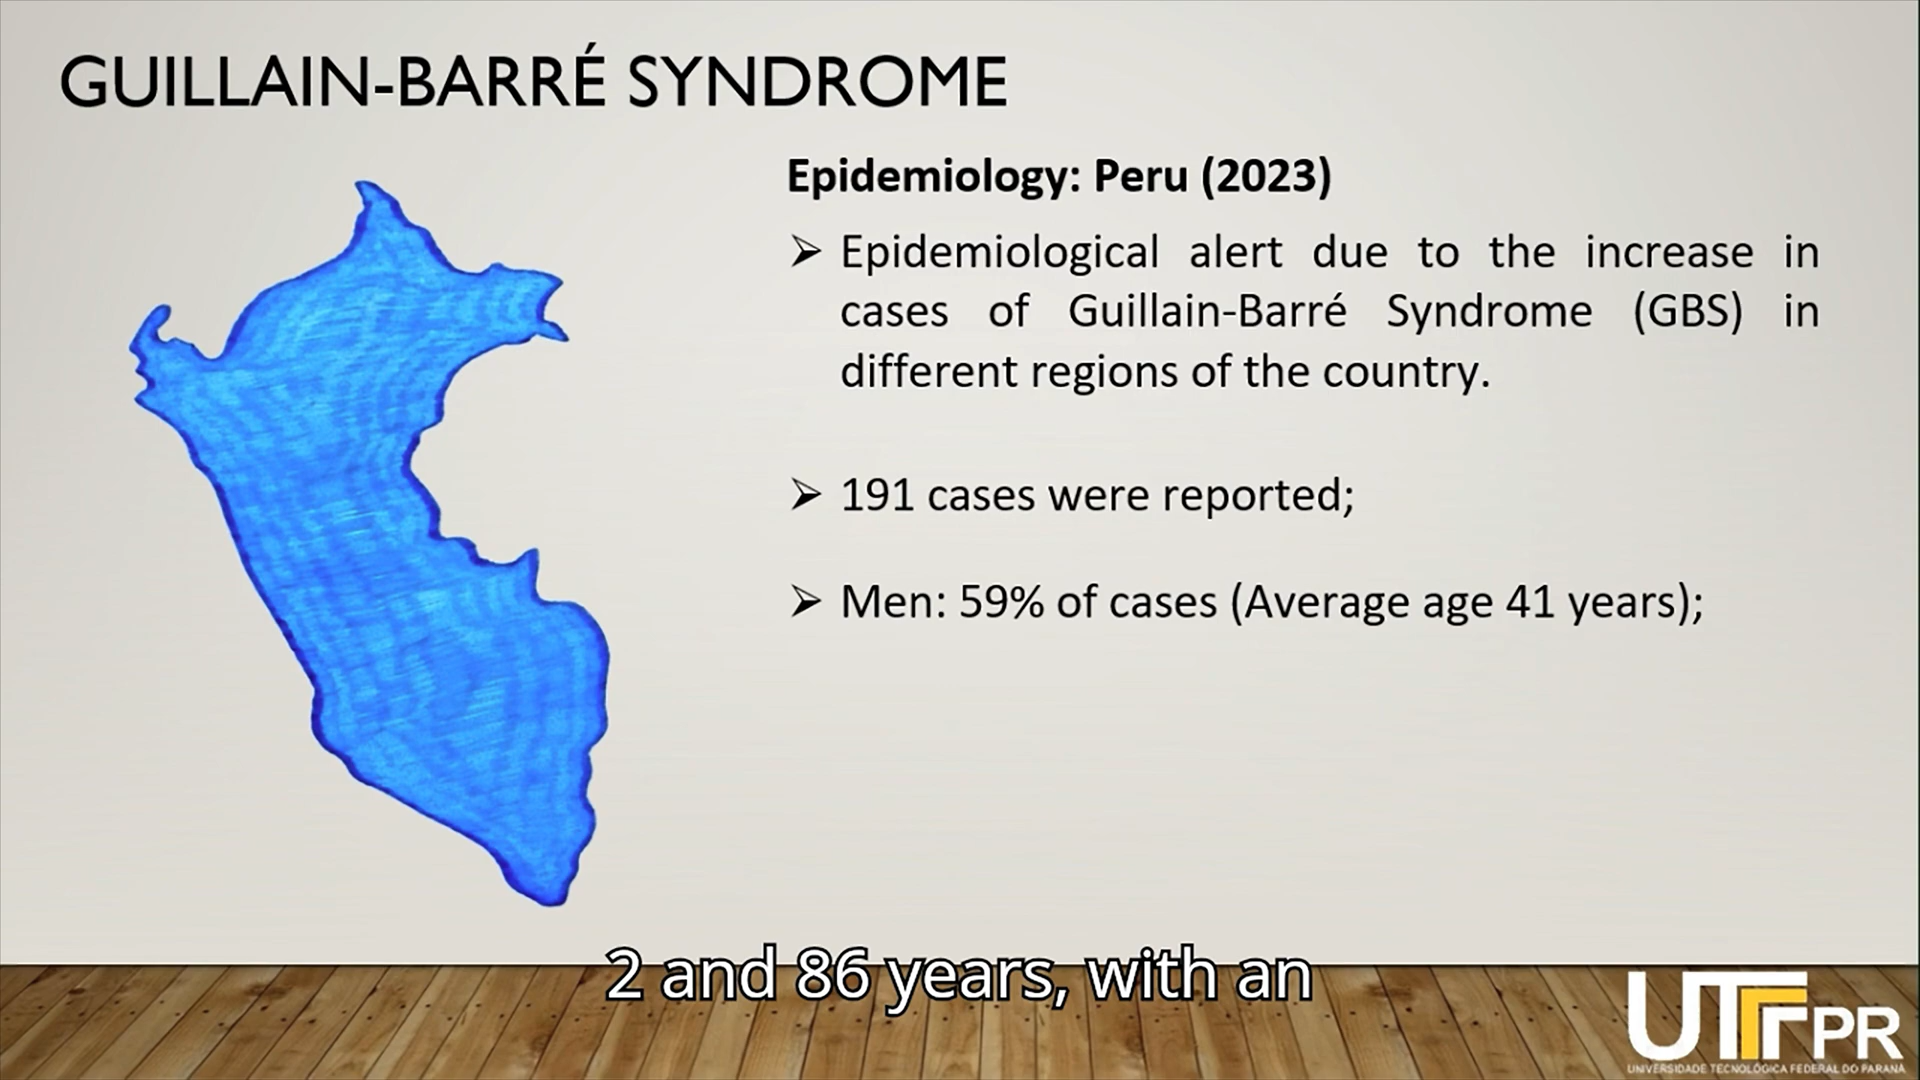 GUILLAIN-BARRÉ SYNDROME
Epidemiology: Peru (2023)
➢ Epidemiological alert due to the increase in
cases of Guillain-Barré Syndrome (GBS) in
different regions of the country.
➢ 191 cases were reported;
➢ Men: 59% of cases (Average age 41 years);
2 and 86 years, with an
UTFPR
UNIVERSIDADE TECNOLÓGICA FEDERAL DO PARANÁ